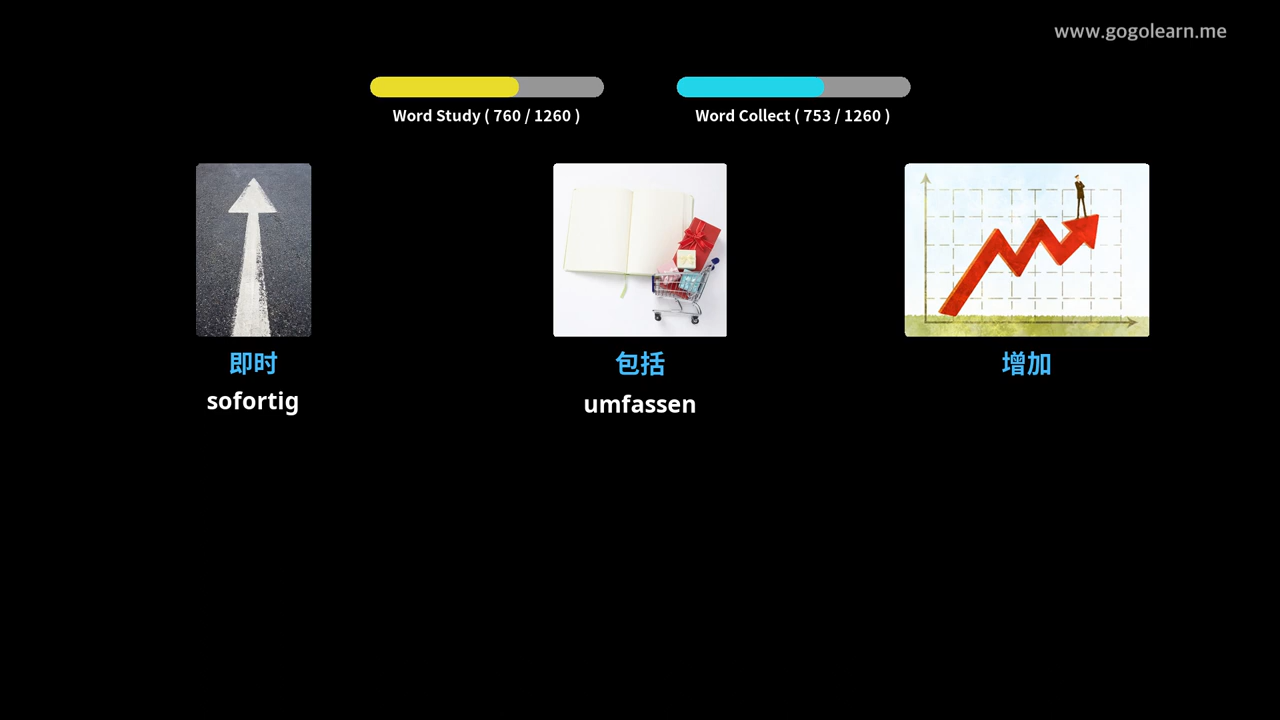 www.gogolearn.me
Word Study ( 760 / 1260 )
Word Collect ( 753 / 1260 )
即时
包括
增加
sofortig
umfassen